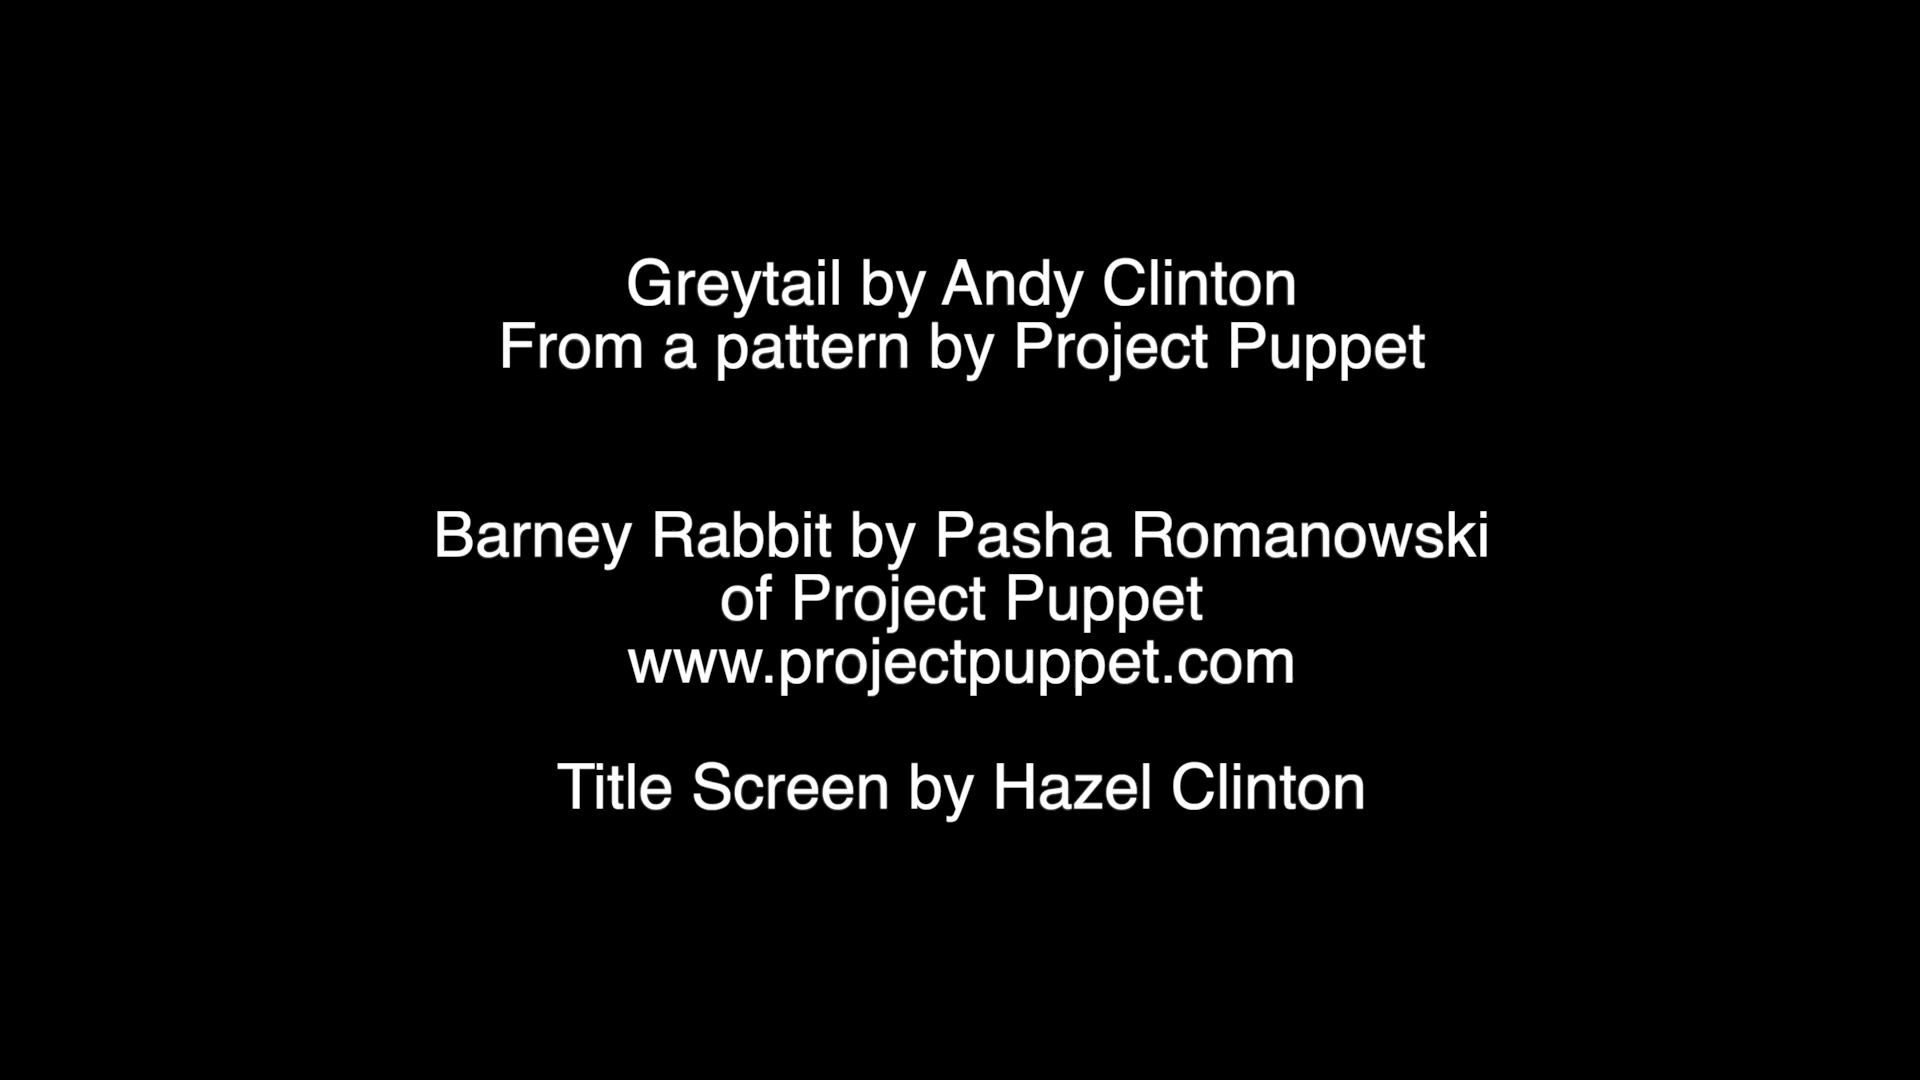 Greytail by Andy Clinton
From a pattern by Project Puppet
Barney Rabbit by Pasha Romanowski
of Project Puppet
www.projectpuppet.com
Title Screen by Hazel Clinton